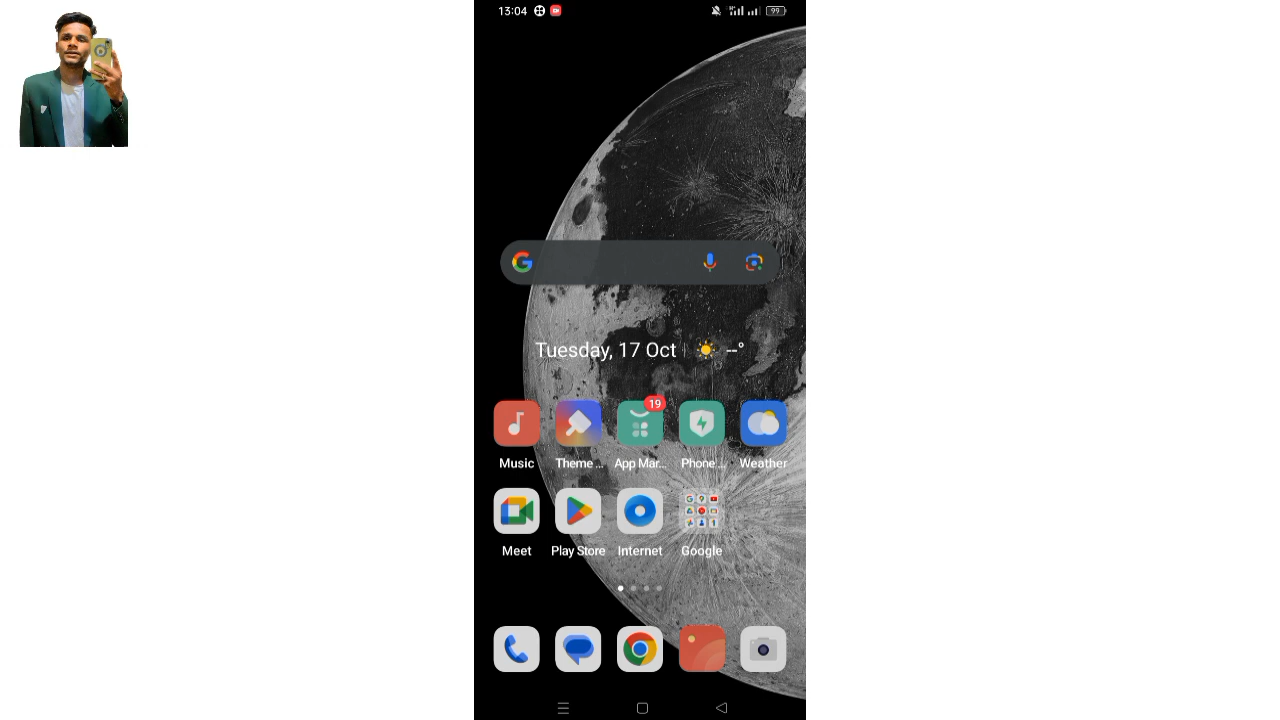 13:04
99
Tuesday, 17 Oct
--°
19
Music
Theme ...
App Mar...
Phone ...
Weather
Meet
Play Store
Internet
Google